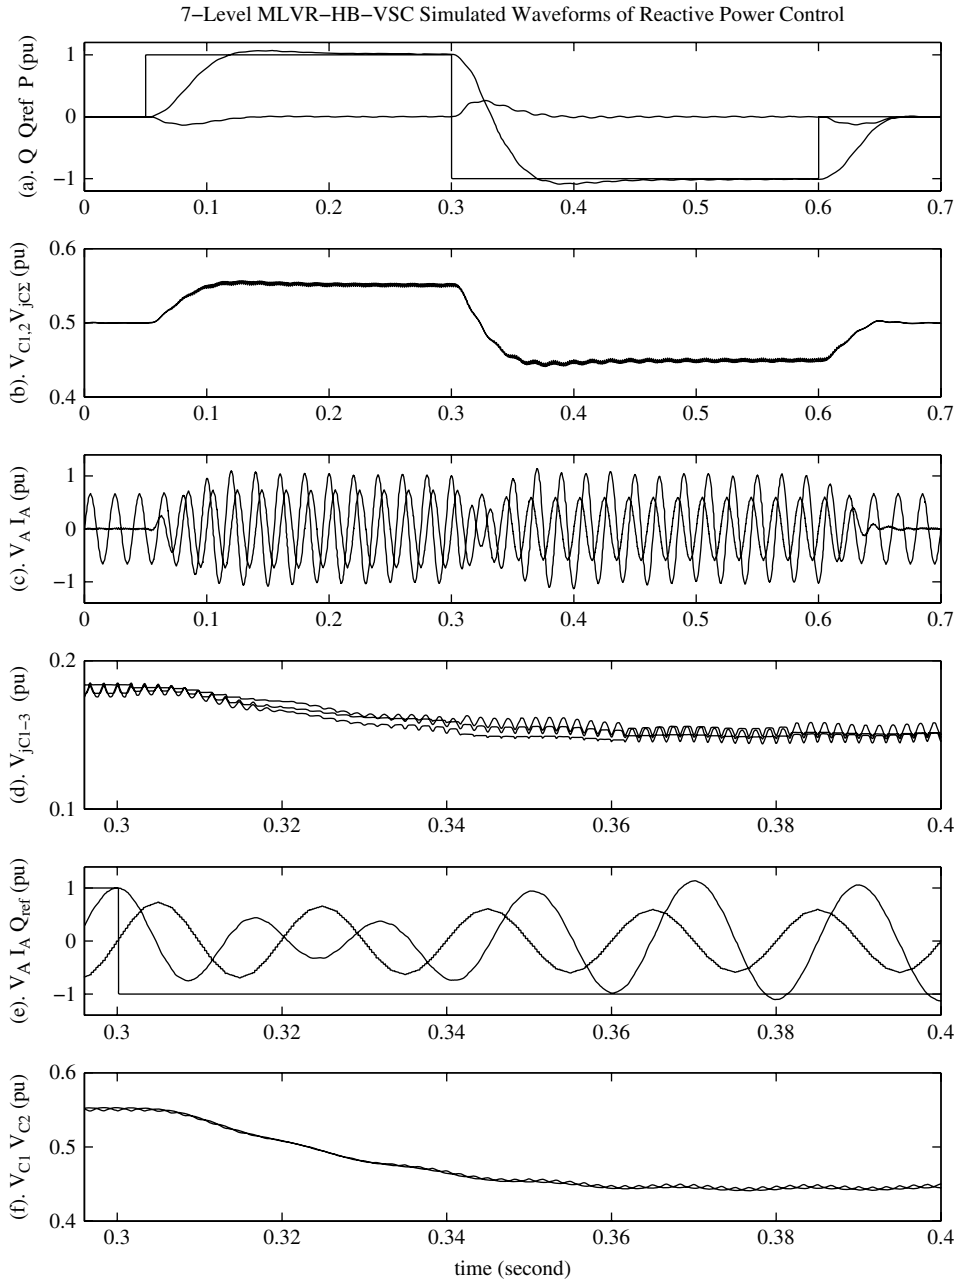 7−Level MLVR−HB−VSC Simulated Waveforms of Reactive Power Control
(a). Q Qref P (pu)
1
0
−1
0 0.1 0.2 0.3 0.4 0.5 0.6 0.7
(b). VC1,2VjCΣ (pu)
0.6
0.5
0.4
0 0.1 0.2 0.3 0.4 0.5 0.6 0.7
(c). VA IA (pu)
1
0
−1
0 0.1 0.2 0.3 0.4 0.5 0.6 0.7
(d). VjC1−3 (pu)
0.2
0.1
0.3 0.32 0.34 0.36 0.38 0.4
(e). VA IA Qref (pu)
1
0
−1
0.3 0.32 0.34 0.36 0.38 0.4
(f). VC1 VC2 (pu)
0.6
0.5
0.4
0.3 0.32 0.34 0.36 0.38 0.4
time (second)